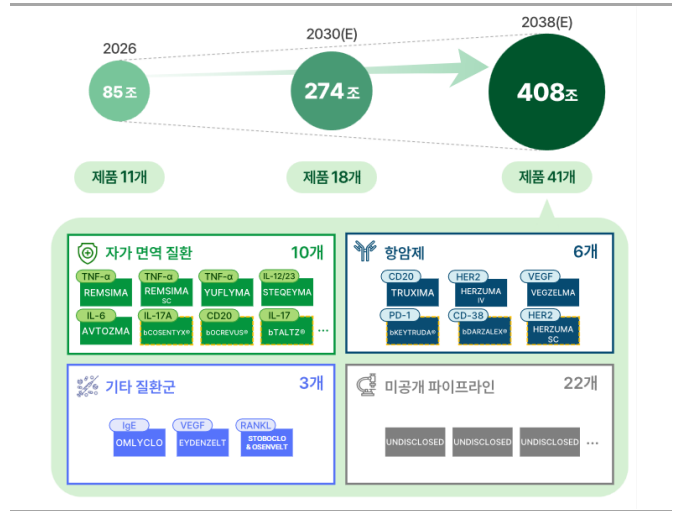 2026
2030(E)
2038(E)
85조
274조
408조
제품 11개
제품 18개
제품 41개
자가 면역 질환
10개
TNF-α
TNF-α
TNF-α
IL-12/23
REMSIMA
REMSIMA
SC
YUFLYMA
STEQEYMA
IL-6
IL-17A
CD20
IL-17
AVTOZMA
bCOSENTYX®
bOCREVUS®
bTALTZ®
...
항암제
6개
CD20
HER2
VEGF
TRUXIMA
HERZUMA
IV
VEGZELMA
PD-1
CD-38
HER2
bKEYTRUDA®
bDARZALEX®
HERZUMA
SC
기타 질환군
3개
IgE
VEGF
RANKL
OMLYCLO
EYDENZELT
STOBOCLO
& OSENVELT
미공개 파이프라인
22개
UNDISCLOSED
UNDISCLOSED
UNDISCLOSED
...